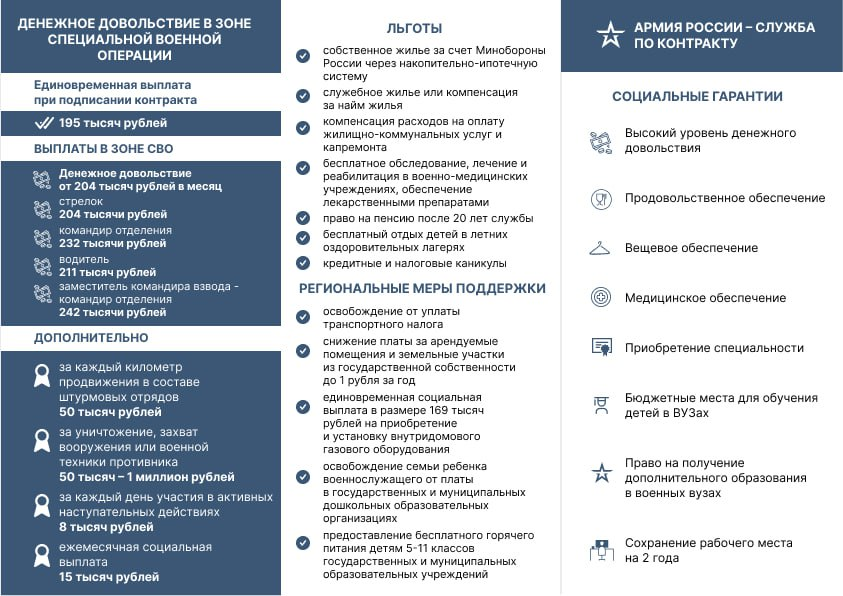 ДЕНЕЖНОЕ ДОВОЛЬСТВИЕ В ЗОНЕ
СПЕЦИАЛЬНОЙ ВОЕННОЙ
ОПЕРАЦИИ
Единовременная выплата
при подписании контракта
195 тысяч рублей
ВЫПЛАТЫ В ЗОНЕ СВО
Денежное довольствие
от 204 тысяч рублей в месяц
стрелок
204 тысячи рублей
командир отделения
232 тысячи рублей
водитель
211 тысяч рублей
заместитель командира взвода -
командир отделения
242 тысячи рублей
ДОПОЛНИТЕЛЬНО
за каждый километр
продвижения в составе
штурмовых отрядов
50 тысяч рублей
за уничтожение, захват
вооружения или военной
техники противника
50 тысяч – 1 миллион рублей
за каждый день участия в активных
наступательных действиях
8 тысяч рублей
ежемесячная социальная
выплата
15 тысяч рублей
ЛЬГОТЫ
собственное жилье за счет Минобороны
России через накопительно-ипотечную
систему
служебное жилье или компенсация
за найм жилья
компенсация расходов на оплату
жилищно-коммунальных услуг и
капремонта
бесплатное обследование, лечение и
реабилитация в военно-медицинских
учреждениях, обеспечение
лекарственными препаратами
право на пенсию после 20 лет службы
бесплатный отдых детей в летних
оздоровительных лагерях
кредитные и налоговые каникулы
РЕГИОНАЛЬНЫЕ МЕРЫ ПОДДЕРЖКИ
освобождение от уплаты
транспортного налога
снижение платы за арендуемые
помещения и земельные участки
из государственной собственности
до 1 рубля за год
единовременная социальная
выплата в размере 169 тысяч
рублей на приобретение
и установку внутридомового
газового оборудования
освобождение семьи ребенка
военнослужащего от платы
в государственных и муниципальных
дошкольных образовательных
организациях
предоставление бесплатного горячего
питания детям 5-11 классов
государственных и муниципальных
образовательных учреждений
АРМИЯ РОССИИ – СЛУЖБА
ПО КОНТРАКТУ
СОЦИАЛЬНЫЕ ГАРАНТИИ
Высокий уровень денежного
довольствия
Продовольственное обеспечение
Вещевое обеспечение
Медицинское обеспечение
Приобретение специальности
Бюджетные места для обучения
детей в ВУЗах
Право на получение
дополнительного образования
в военных вузах
Сохранение рабочего места
на 2 года